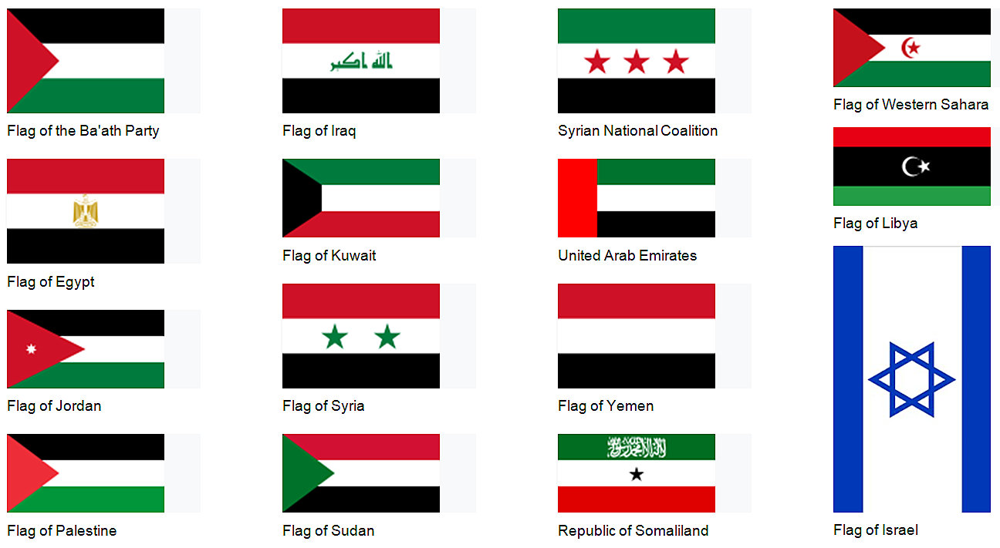 Flag of the Ba'ath Party
Flag of Egypt
Flag of Jordan
Flag of Palestine
الله اكبر
Flag of Iraq
Flag of Kuwait
Flag of Syria
Flag of Sudan
Syrian National Coalition
United Arab Emirates
Flag of Yemen
Republic of Somaliland
Flag of Western Sahara
Flag of Libya
Flag of Israel